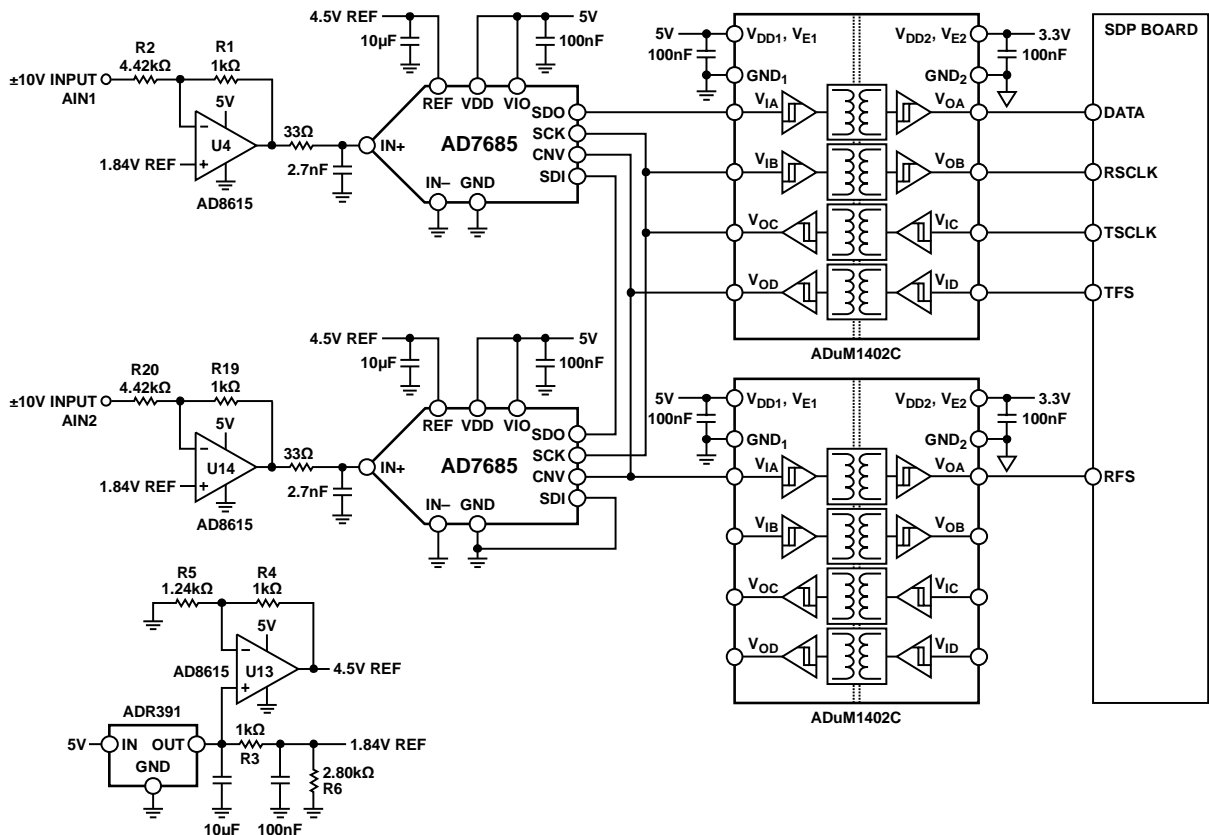 R2
4.42kΩ
R1
1kΩ
±10V INPUT
AIN1
5V
U4
1.84V REF
AD8615
33Ω
2.7nF
4.5V REF
10µF
5V
100nF
REF VDD VIO
IN+
AD7685
SDO
SCK
CNV
SDI
IN– GND
5V
100nF
VDD1, VE1
GND1
VIA
VIB
VOC
VOD
VDD2, VE2
3.3V
100nF
GND2
VOA
VOB
VIC
VID
ADuM1402C
SDP BOARD
DATA
RSCLK
TSCLK
TFS
RFS
R20
4.42kΩ
R19
1kΩ
±10V INPUT
AIN2
5V
U14
1.84V REF
AD8615
33Ω
2.7nF
4.5V REF
10µF
5V
100nF
REF VDD VIO
IN+
AD7685
SDO
SCK
CNV
SDI
IN– GND
5V
100nF
VDD1, VE1
GND1
VIA
VIB
VOC
VOD
VDD2, VE2
3.3V
100nF
GND2
VOA
VOB
VIC
VID
ADuM1402C
R5
1.24kΩ
R4
1kΩ
5V
AD8615
U13
4.5V REF
ADR391
5V
IN OUT
GND
1kΩ
R3
1.84V REF
2.80kΩ
R6
10µF
100nF